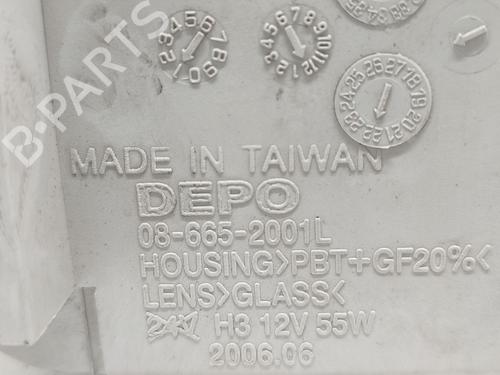 B-PARTS
MADE IN TAIWAN
DEPO
08-665-2001L
HOUSING>PBT+GF20%<
LENS>GLASS<
H3 12V 55W
2006.06